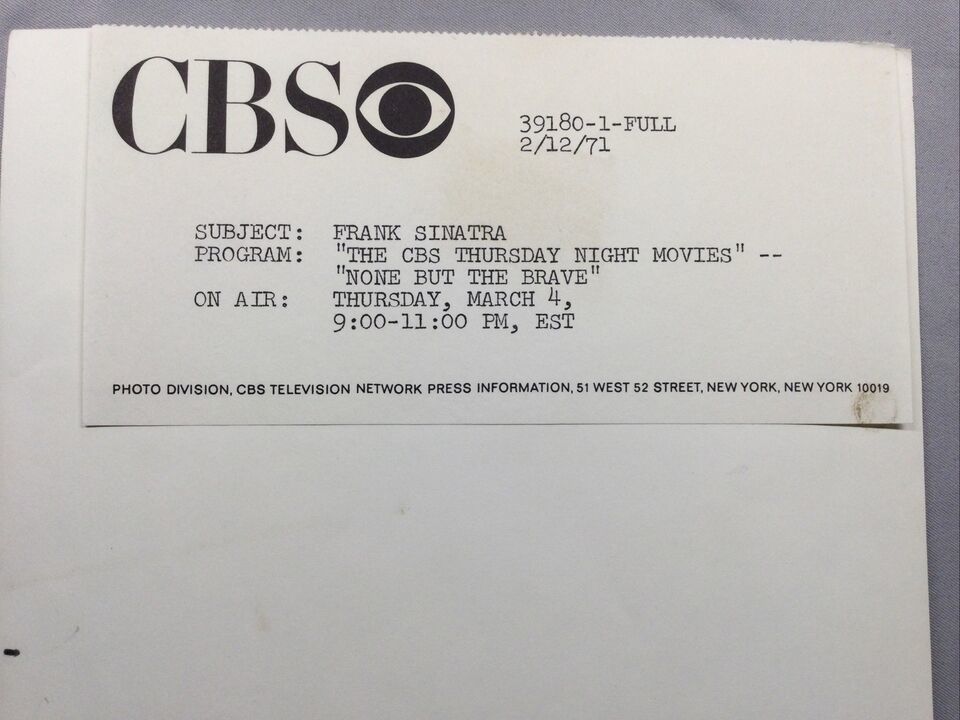 CBS
39180-1-FULL
2/12/71
SUBJECT: FRANK SINATRA
PROGRAM: "THE CBS THURSDAY NIGHT MOVIES" --
"NONE BUT THE BRAVE"
ON AIR: THURSDAY, MARCH 4,
9:00-11:00 PM, EST
PHOTO DIVISION, CBS TELEVISION NETWORK PRESS INFORMATION, 51 WEST 52 STREET, NEW YORK, NEW YORK 10019